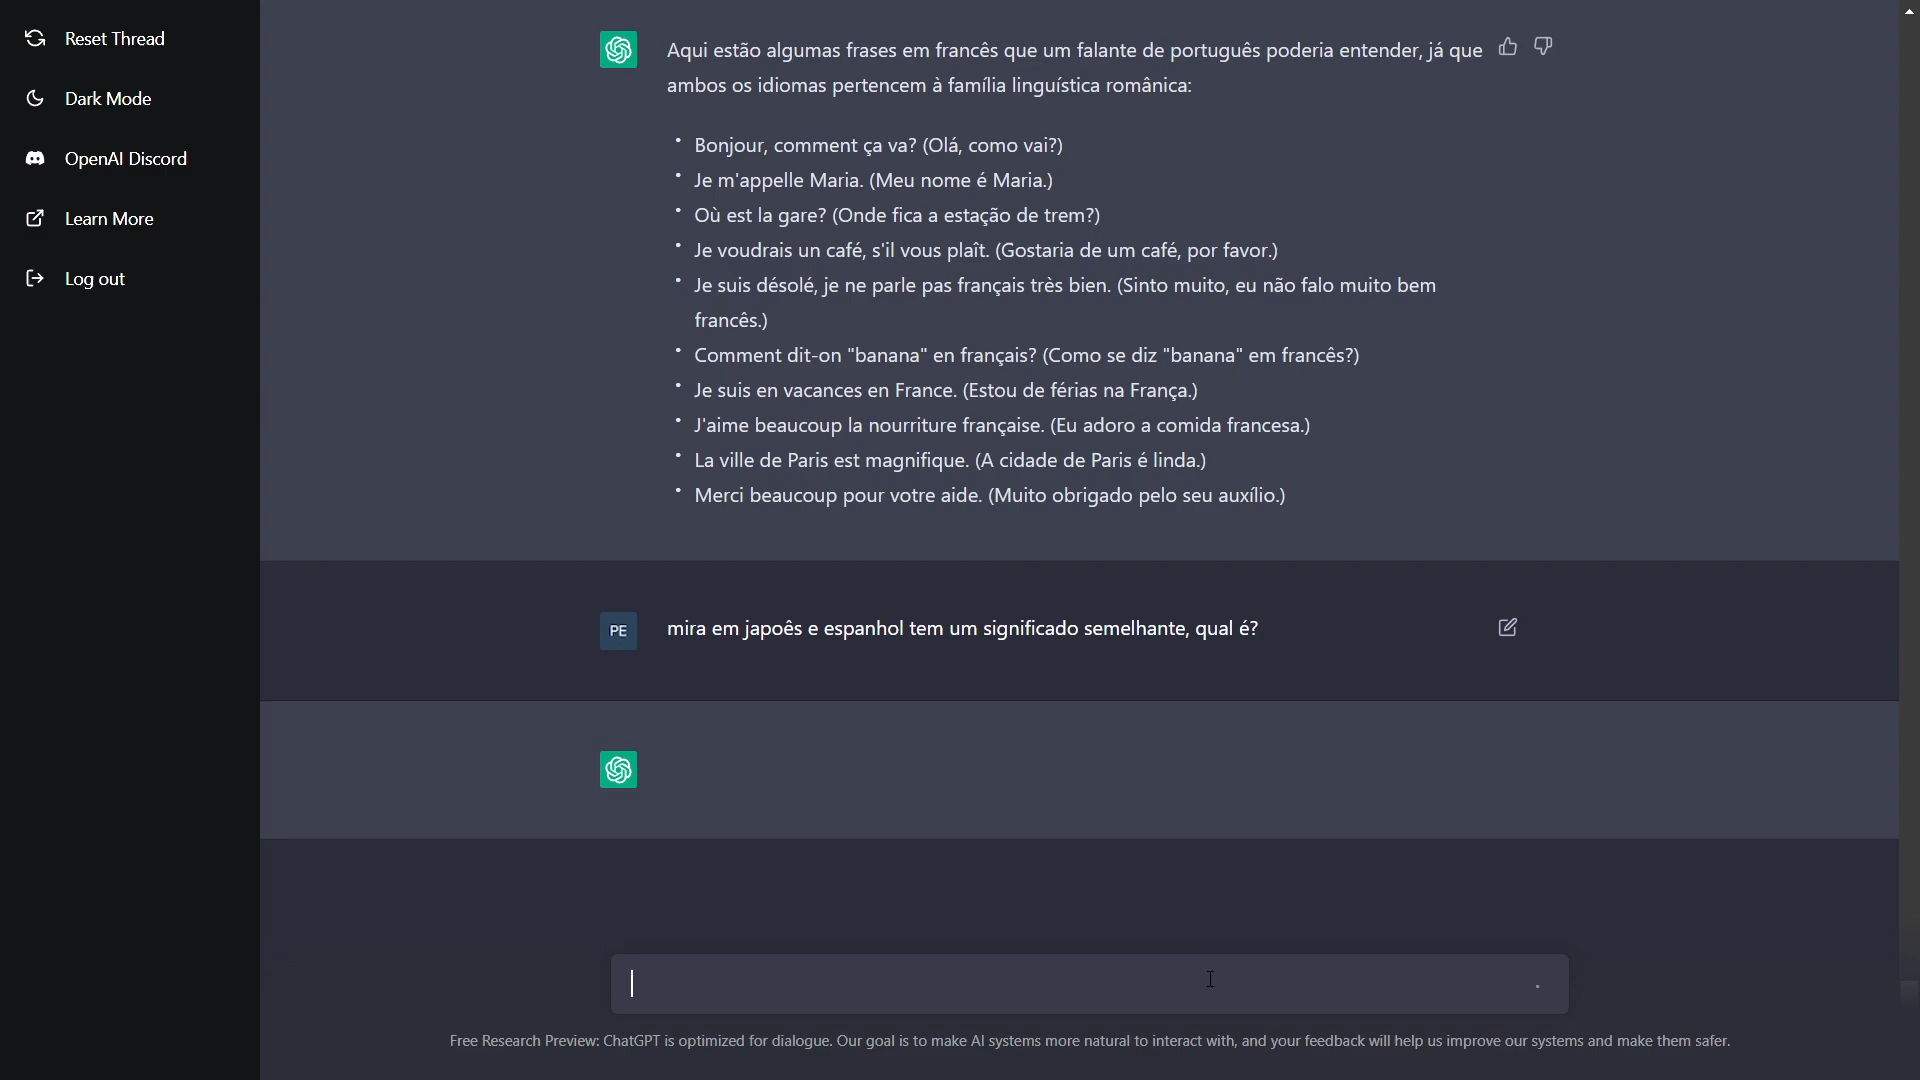 Reset Thread
Dark Mode
OpenAI Discord
Learn More
Log out
Aqui estão algumas frases em francês que um falante de português poderia entender, já que
ambos os idiomas pertencem à família linguística românica:
• Bonjour, comment ça va? (Olá, como vai?)
• Je m'appelle Maria. (Meu nome é Maria.)
• Où est la gare? (Onde fica a estação de trem?)
• Je voudrais un café, s'il vous plaît. (Gostaria de um café, por favor.)
• Je suis désolé, je ne parle pas français très bien. (Sinto muito, eu não falo muito bem
francês.)
• Comment dit-on "banana" en français? (Como se diz "banana" em francês?)
• Je suis en vacances en France. (Estou de férias na França.)
• J'aime beaucoup la nourriture française. (Eu adoro a comida francesa.)
• La ville de Paris est magnifique. (A cidade de Paris é linda.)
• Merci beaucoup pour votre aide. (Muito obrigado pelo seu auxílio.)
PE
mira em japoês e espanhol tem um significado semelhante, qual é?
Free Research Preview: ChatGPT is optimized for dialogue. Our goal is to make AI systems more natural to interact with, and your feedback will help us improve our systems and make them safer.